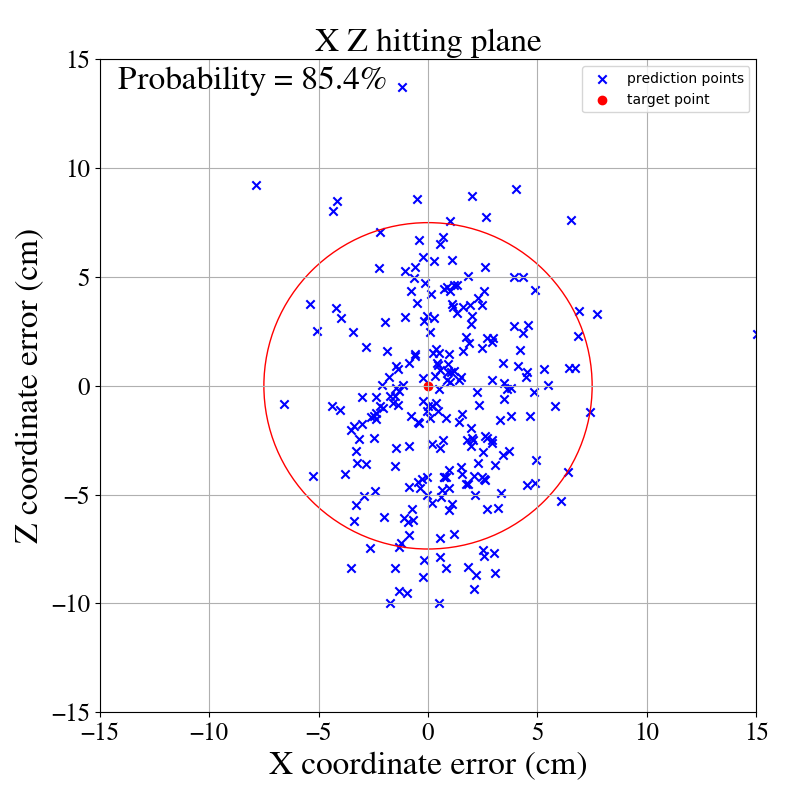 X Z hitting plane
Probability = 85.4%
prediction points
target point
15
10
5
0
−5
−10
−15
Z coordinate error (cm)
−15 −10 −5 0 5 10 15
X coordinate error (cm)